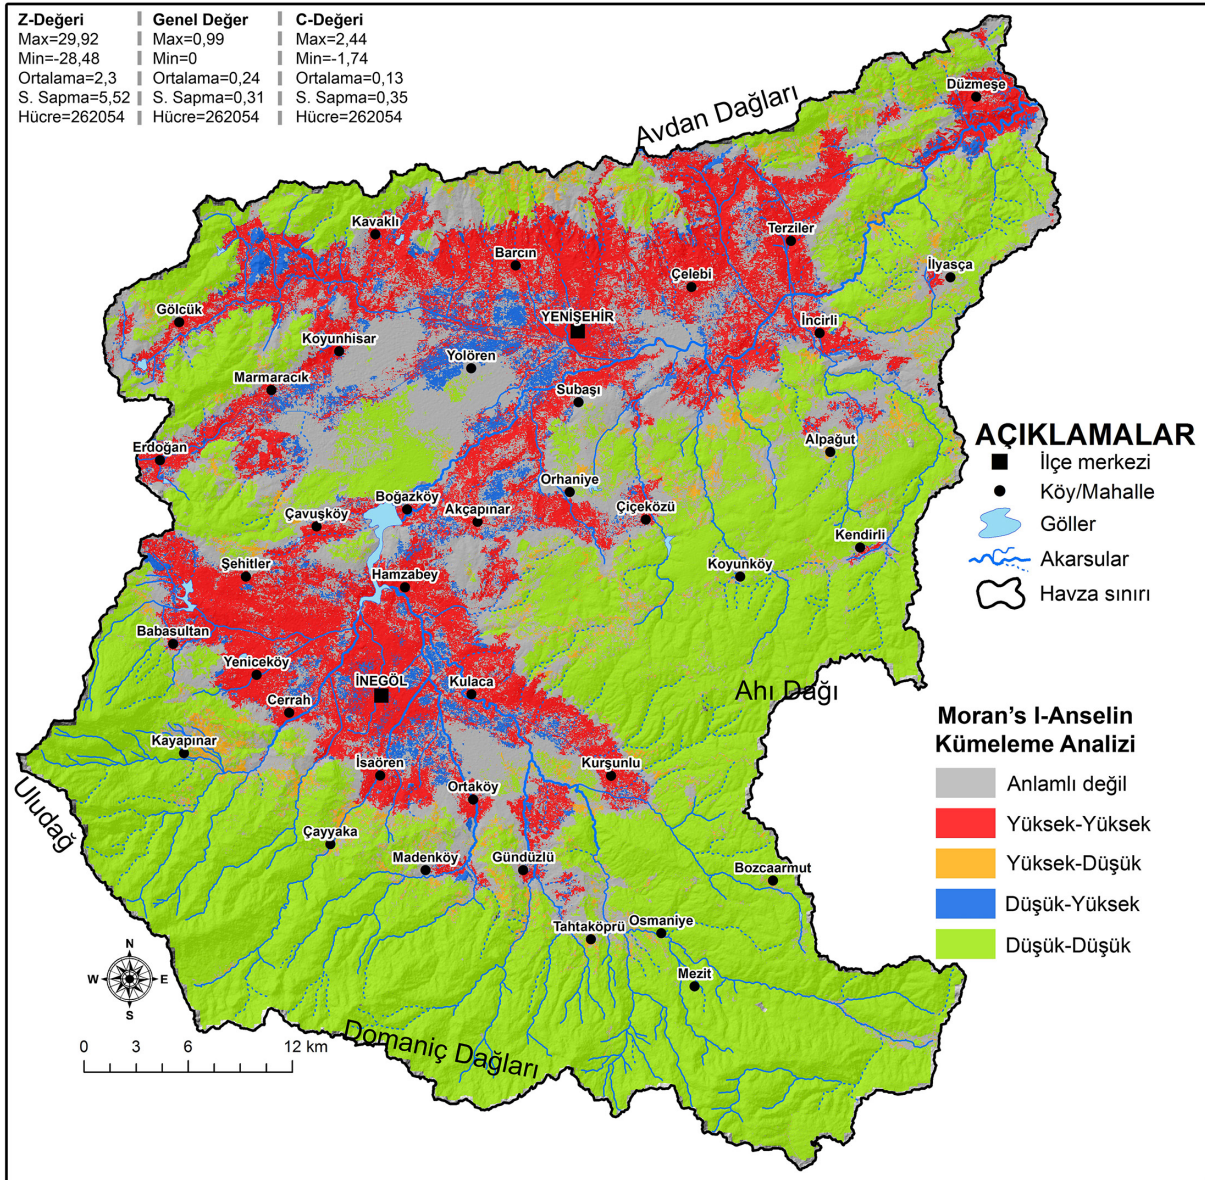 Z-Değeri
Max=29,92
Min=-28,48
Ortalama=2,3
S. Sapma=5,52
Hücre=262054
Genel Değer
Max=0,99
Min=0
Ortalama=0,24
S. Sapma=0,31
Hücre=262054
C-Değeri
Max=2,44
Min=-1,74
Ortalama=0,13
S. Sapma=0,35
Hücre=262054
Düzmeşe
Avdan Dağları
Kavaklı
Terziler
Barcın
İlyasça
Çelebi
Gölcük
YENİŞEHİR
İncirli
Koyunhisar
Yolören
Marmaracık
Subaşı
Alpağut
Erdoğan
Orhaniye
Boğazköy
Çavuşköy
Akçapınar
Çiçeközü
Kendirli
Şehitler
Hamzabey
Koyunköy
Babasultan
Yeniceköy
İNEGÖL
Kulaca
Ahı Dağı
Cerrah
Kayapınar
İsaören
Kurşunlu
Uludağ
Ortaköy
Çayyaka
Madenköy
Gündüzlü
Bozcaarmut
Tahtaköprü
Osmaniye
Mezit
Domaniç Dağları
N
W
E
S
0 3 6 12 km
AÇIKLAMALAR
İlçe merkezi
Köy/Mahalle
Göller
Akarsular
Havza sınırı
Moran's I-Anselin
Kümeleme Analizi
Anlamlı değil
Yüksek-Yüksek
Yüksek-Düşük
Düşük-Yüksek
Düşük-Düşük